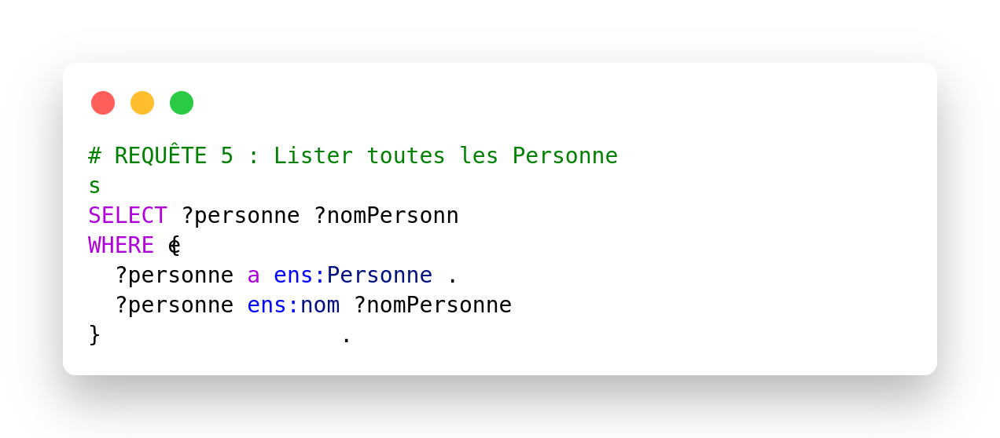 # REQUÊTE 5 : Lister toutes les Personne
s
SELECT ?personne ?nomPersonn
WHERE {e
  ?personne a ens:Personne .
  ?personne ens:nom ?nomPersonne
}                  .